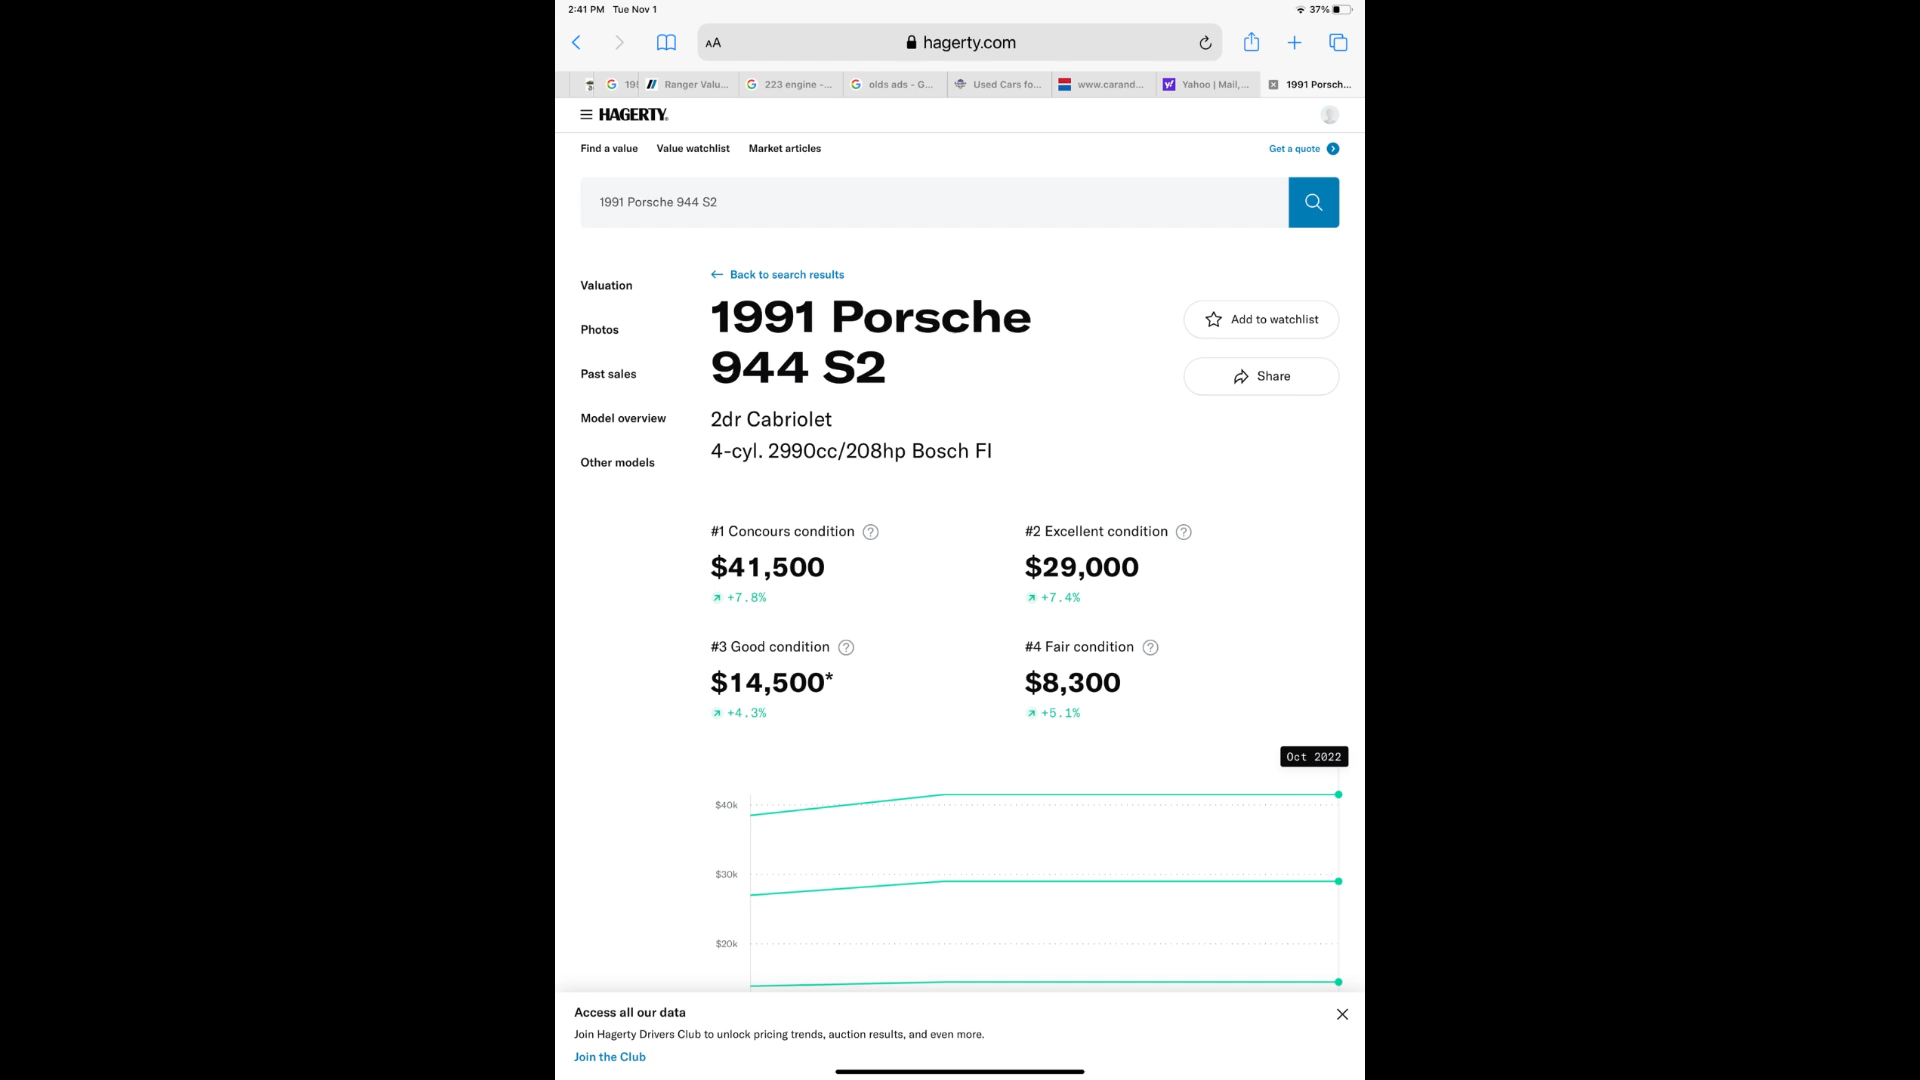 2:41 PM Tue Nov 1
37%
AA
hagerty.com
195
Ranger Valu...
223 engine -...
olds ads - G...
Used Cars fo...
www.carand...
Yahoo | Mail,...
1991 Porsch...
HAGERTY
Find a value
Value watchlist
Market articles
Get a quote
1991 Porsche 944 S2
Valuation
Photos
Past sales
Model overview
Other models
Back to search results
1991 Porsche
944 S2
Add to watchlist
Share
2dr Cabriolet
4-cyl. 2990cc/208hp Bosch FI
#1 Concours condition ?
$41,500
+7.8%
#2 Excellent condition ?
$29,000
+7.4%
#3 Good condition ?
$14,500*
+4.3%
#4 Fair condition ?
$8,300
+5.1%
Oct 2022
$40k
$30k
$20k
Access all our data
Join Hagerty Drivers Club to unlock pricing trends, auction results, and even more.
Join the Club